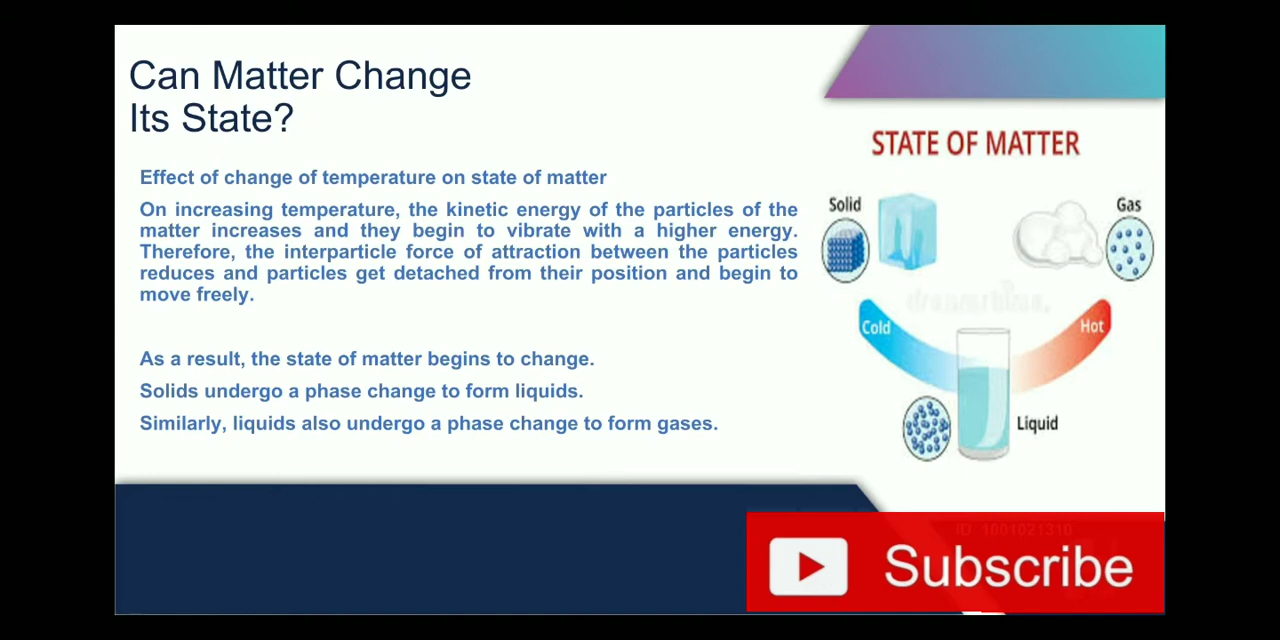 Can Matter Change
Its State?
Effect of change of temperature on state of matter
On increasing temperature, the kinetic energy of the particles of the
matter increases and they begin to vibrate with a higher energy.
Therefore, the interparticle force of attraction between the particles
reduces and particles get detached from their position and begin to
move freely.
As a result, the state of matter begins to change.
Solids undergo a phase change to form liquids.
Similarly, liquids also undergo a phase change to form gases.
STATE OF MATTER
Solid
Gas
Cold
Hot
Liquid
ID 1001021310
Subscribe